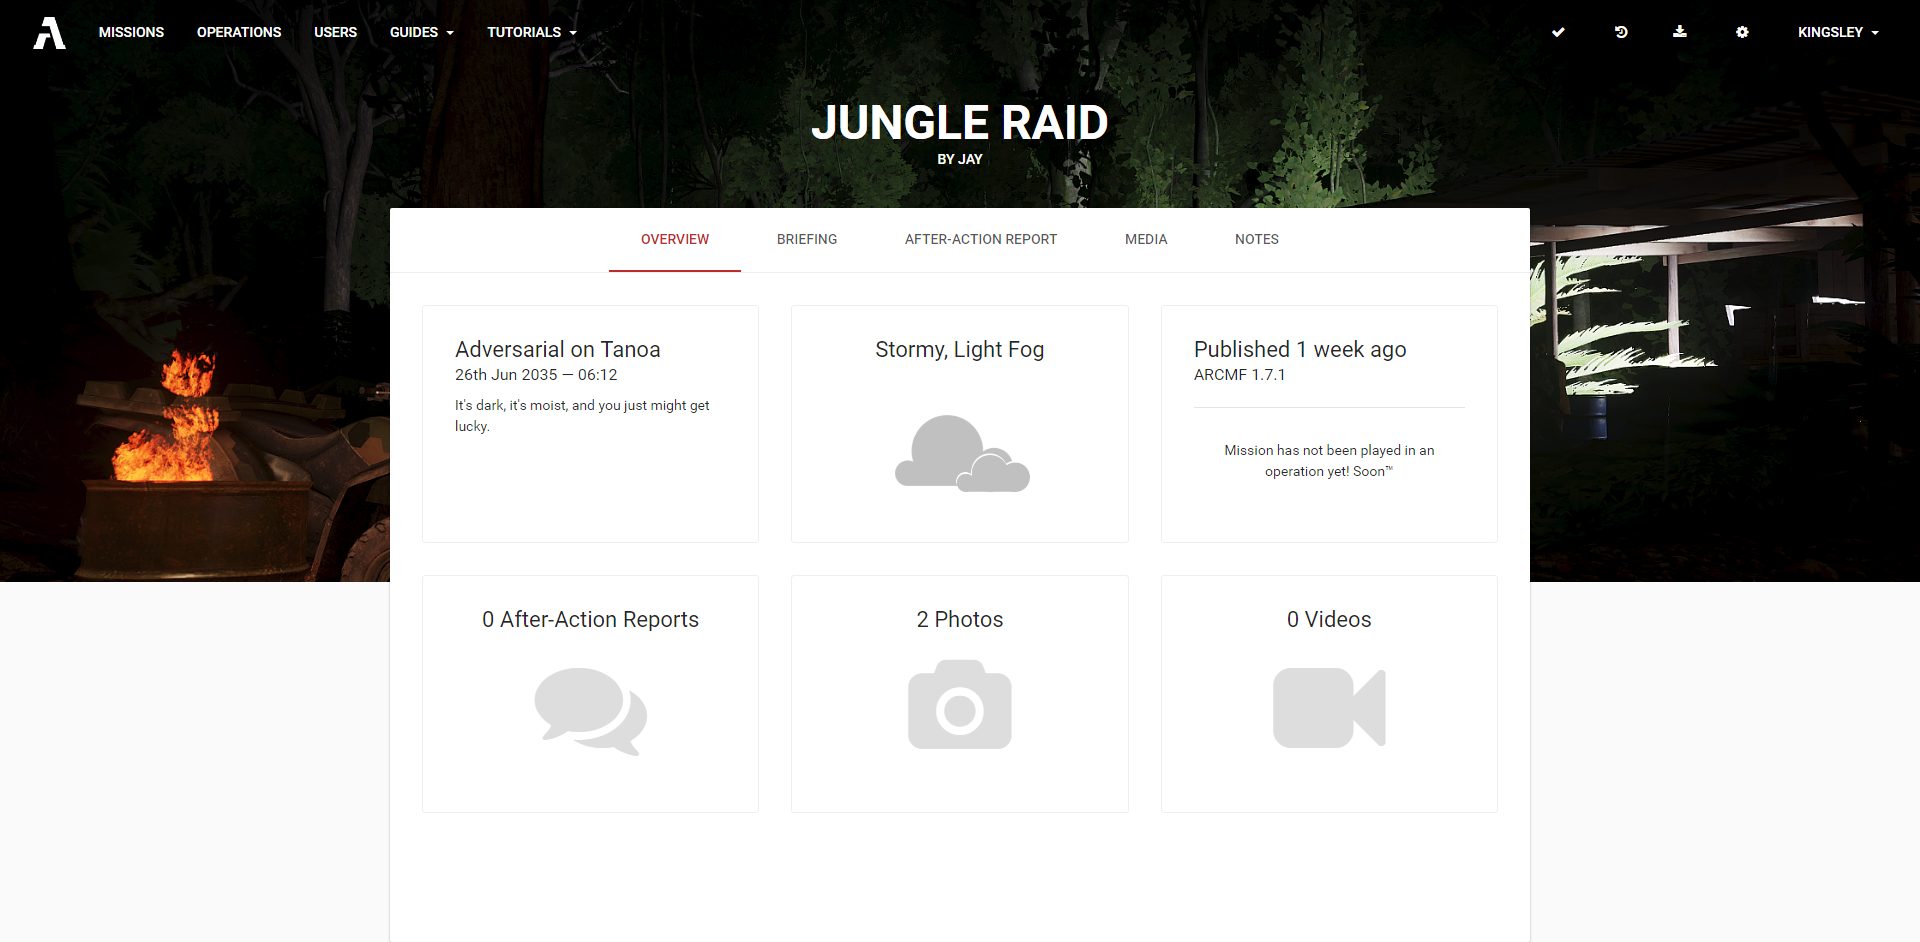 MISSIONS
OPERATIONS
USERS
GUIDES
TUTORIALS
KINGSLEY
JUNGLE RAID
BY JAY
OVERVIEW
BRIEFING
AFTER-ACTION REPORT
MEDIA
NOTES
Adversarial on Tanoa
26th Jun 2035 — 06:12
It's dark, it's moist, and you just might get
lucky.
Stormy, Light Fog
Published 1 week ago
ARCMF 1.7.1
Mission has not been played in an
operation yet! Soon™
0 After-Action Reports
2 Photos
0 Videos